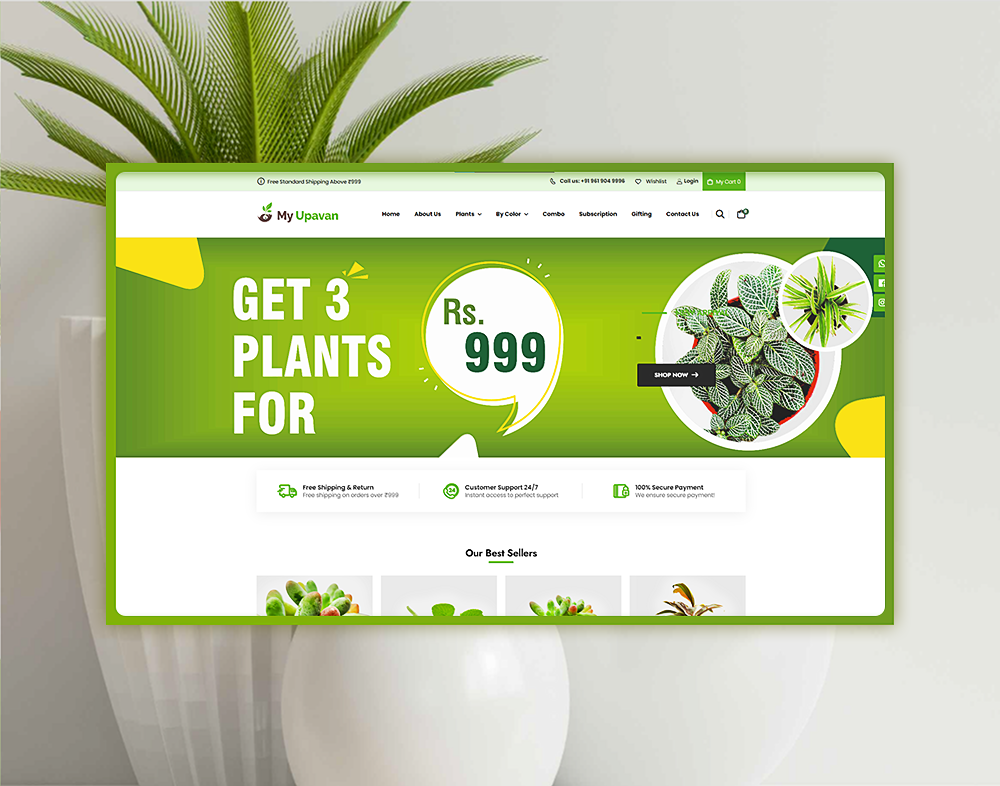 Free Standard Shipping Above ₹999
Call us: +91 961 904 9996
Wishlist
Login
My Cart 0
My Upavan
Home
About Us
Plants
By Color
Combo
Subscription
Gifting
Contact Us
0
GET 3
PLANTS
FOR
Rs.
999
SHOP NOW
Free Shipping & Return
Free shipping on orders over ₹999
24
Customer Support 24/7
Instant access to perfect support
100% Secure Payment
We ensure secure payment!
Our Best Sellers